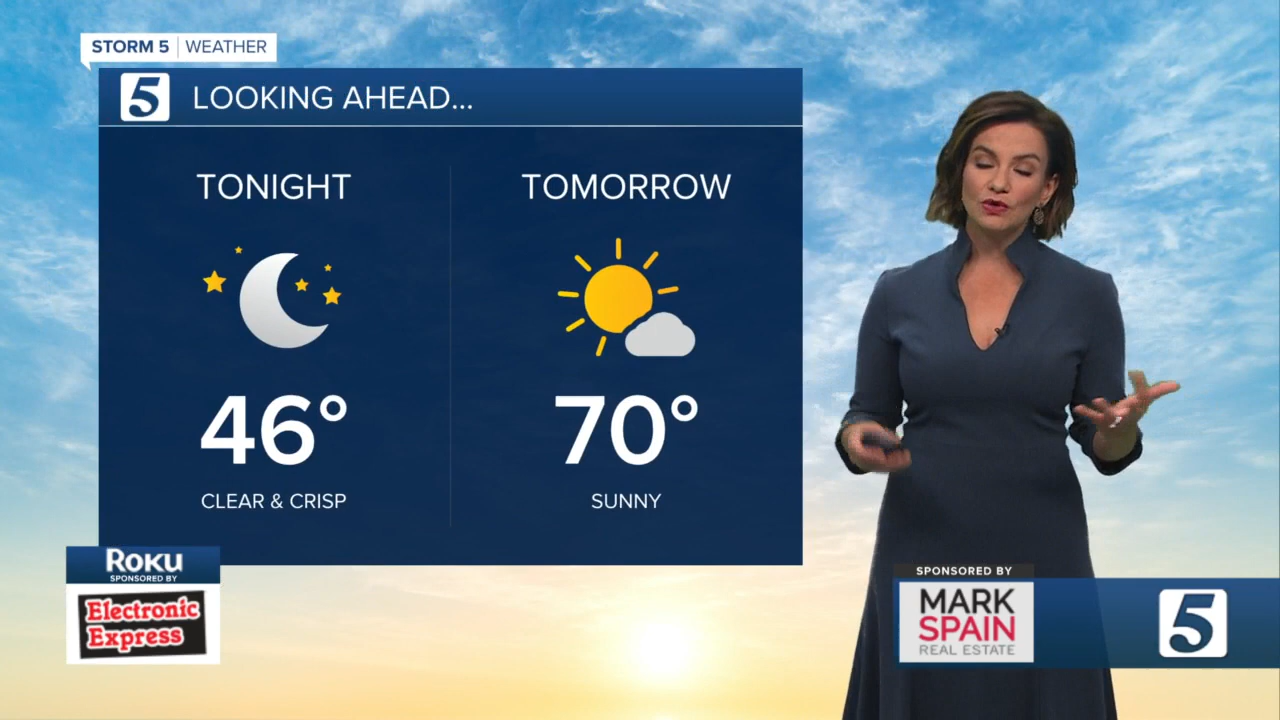 STORM 5 | WEATHER
5 LOOKING AHEAD...
TONIGHT
TOMORROW
46°
70°
CLEAR & CRISP
SUNNY
ROKU
SPONSORED BY
Electronic
Express
SPONSORED BY
MARK
SPAIN
REAL ESTATE
5